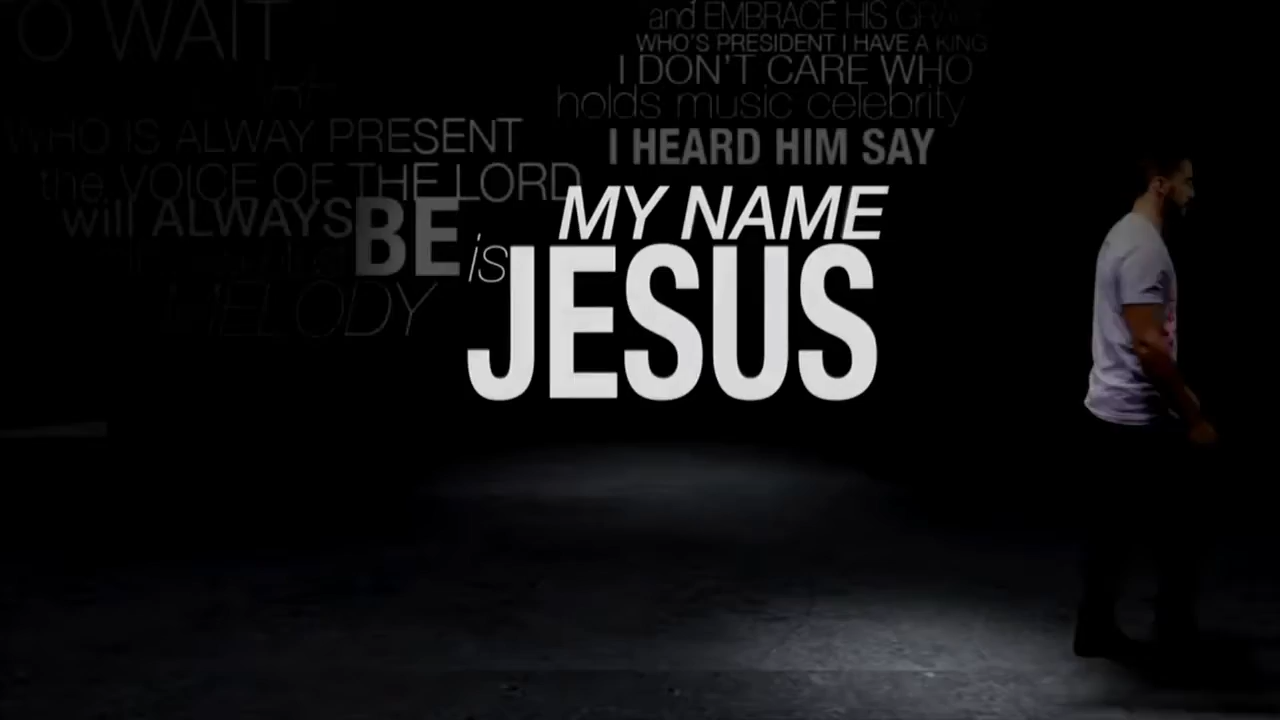 O WAIT
WHO IS ALWAY PRESENT
the VOICE OF THE LORD
will ALWAYS BE
MELODY
and EMBRACE HIS GRACE
WHO'S PRESIDENT I HAVE A KING
I DON'T CARE WHO
holds music celebrity
I HEARD HIM SAY
MY NAME
is JESUS